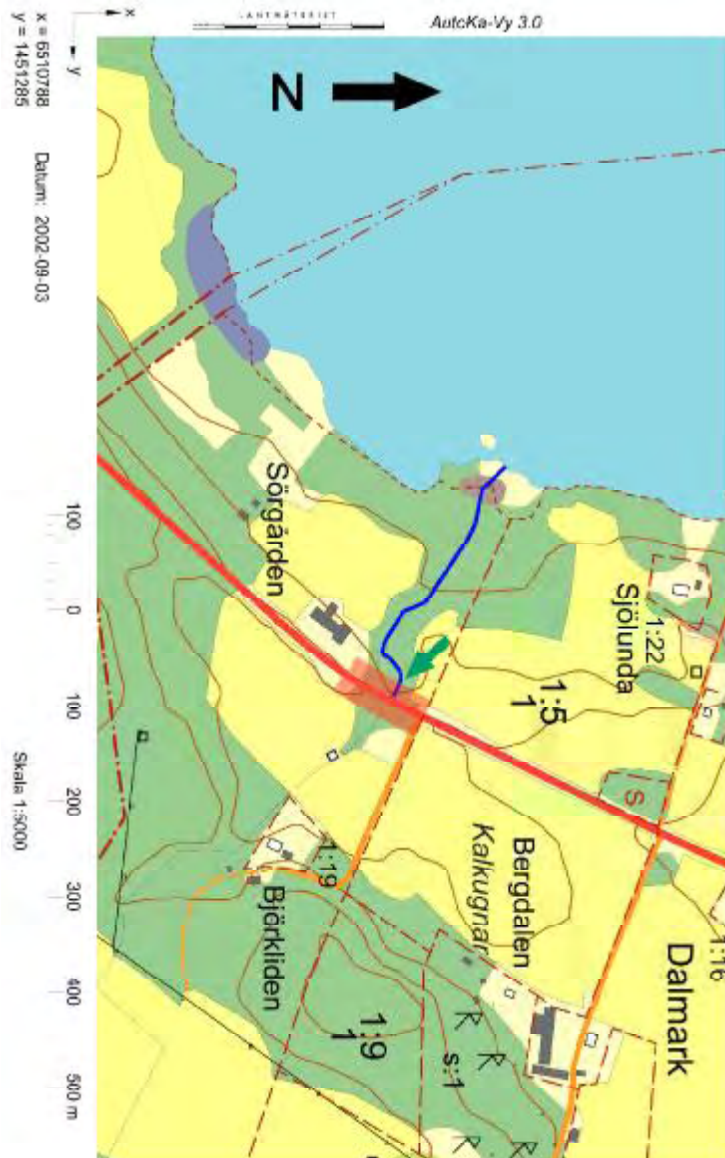 LANTMÄTERIET
AutoKa-Vy 3.0
x
y
x = 6510788
y = 1451285
Datum: 2002-09-03
N
Sörgården
Sjölunda
1:22
1:5
1
S
Bergdalen
Kalkugnar
1:16
Dalmark
1:19
Björkliden
1:9
1
s:1
R
R
R
R
100
0
100
200
300
400
500 m
Skala 1:5000